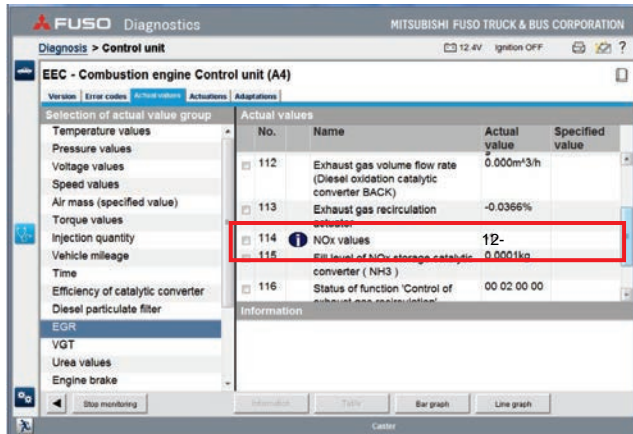 FUSO Diagnostics
MITSUBISHI FUSO TRUCK & BUS CORPORATION
Diagnosis > Control unit
12.4V Ignition OFF
?
EEC - Combustion engine Control unit (A4)
Version Error codes Actual values Actuations Adaptations
Selection of actual value group
Temperature values
Pressure values
Voltage values
Speed values
Air mass (specified value)
Torque values
Injection quantity
Vehicle mileage
Time
Efficiency of catalytic converter
Diesel particulate filter
EGR
VGT
Urea values
Engine brake
Actual values
No. Name Actual value Specified value
112 Exhaust gas volume flow rate 0.000m^3/h
(Diesel oxidation catalytic
converter BACK)
113 Exhaust gas recirculation -0.0366%
actuator
114 NOx values 12-
115 Fill level of NOx storage catalytic 0.0001kg
converter ( NH3 )
116 Status of function 'Control of 00 02 00 00
exhaust gas recirculation'
Information
Stop monitoring
Information Table Bar graph Line graph
Canter